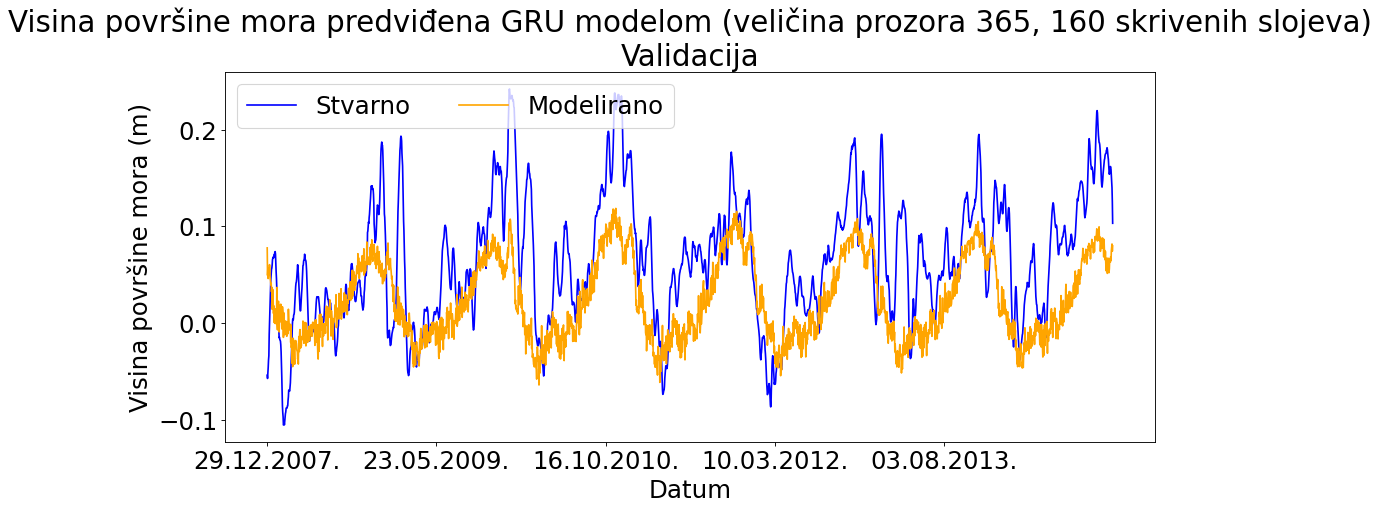 Visina površine mora predviđena GRU modelom (veličina prozora 365, 160 skrivenih slojeva)
Validacija
Stvarno
Modelirano
Visina površine mora (m)
0.2
0.1
0.0
−0.1
29.12.2007.
23.05.2009.
16.10.2010.
10.03.2012.
03.08.2013.
Datum